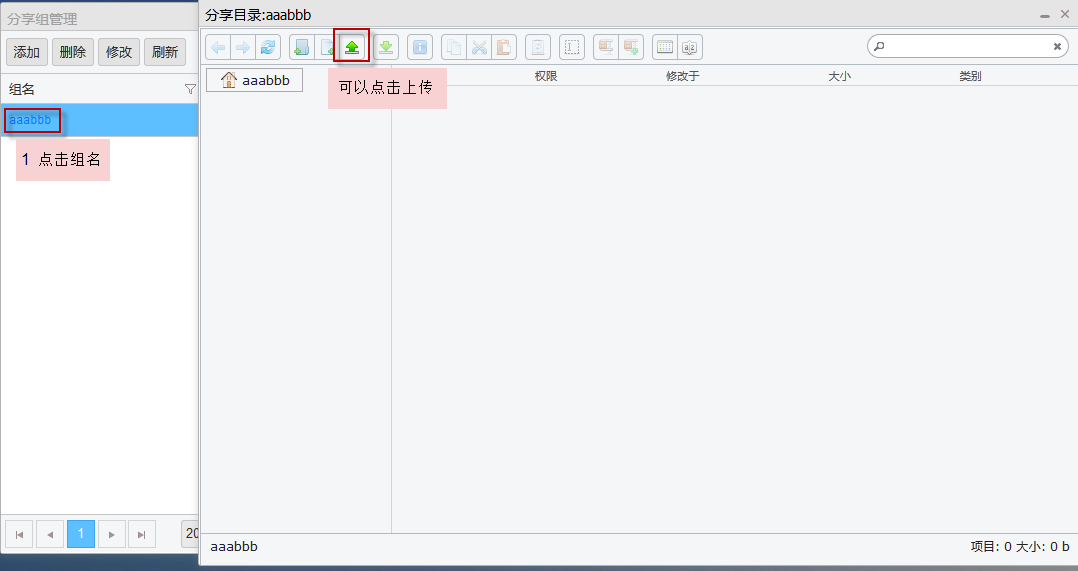 分享组管理
添加 删除 修改 刷新
组名
aaabbb
1 点击组名
1
20
分享目录:aaabbb
aaabbb
可以点击上传
权限 修改于 大小 类别
aaabbb
项目: 0 大小: 0 b